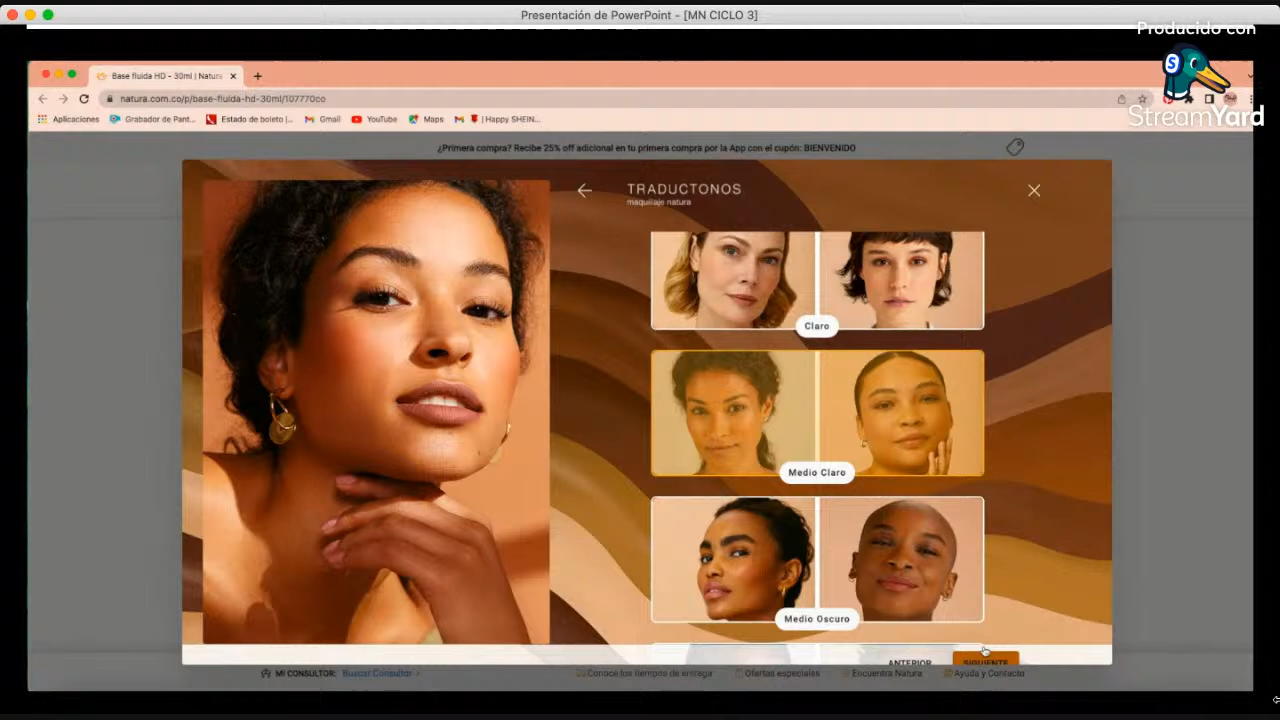 Presentación de PowerPoint - [MN CICLO 3]
Producido con
StreamYard
Base fluida HD - 30ml | Natura
natura.com.co/p/base-fluida-hd-30ml/107770co
Aplicaciones
Grabador de Pant...
Estado de boleto |...
Gmail
YouTube
Maps
| Happy SHEIN...
¿Primera compra? Recibe 25% off adicional en tu primera compra por la App con el cupón: BIENVENIDO
TRADUCTONOS
maquillaje natura
Claro
Medio Claro
Medio Oscuro
ANTERIOR
SIGUIENTE
MI CONSULTOR:
Buscar Consultor >
Conoce los tiempos de entrega
Ofertas especiales
Encuentra Natura
Ayuda y Contacto